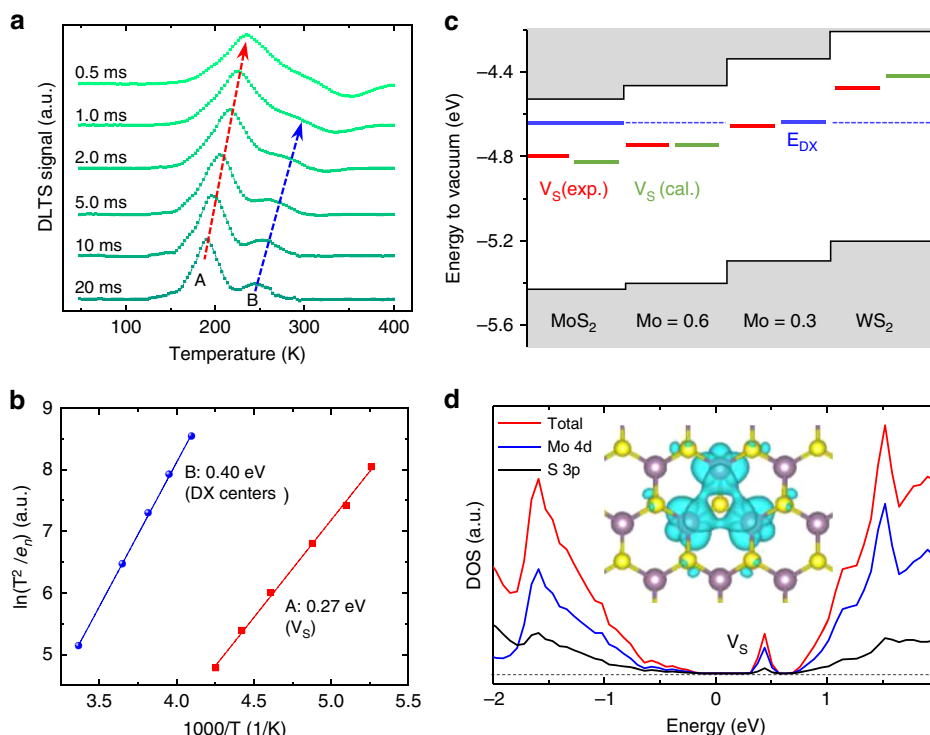 a
DLTS signal (a.u.)
0.5 ms
1.0 ms
2.0 ms
5.0 ms
10 ms
20 ms
A
B
100 200 300 400
Temperature (K)
b
ln(T² /eₙ) (a.u.)
9
8
7
6
5
B: 0.40 eV
(DX centers )
A: 0.27 eV
(V_S)
3.5 4.0 4.5 5.0 5.5
1000/T (1/K)
c
Energy to vacuum (eV)
−4.4
−4.8
−5.2
−5.6
E_DX
V_S(exp.) V_S (cal.)
MoS₂ Mo = 0.6 Mo = 0.3 WS₂
d
DOS (a.u.)
Total
Mo 4d
S 3p
V_S
−2 −1 0 1
Energy (eV)